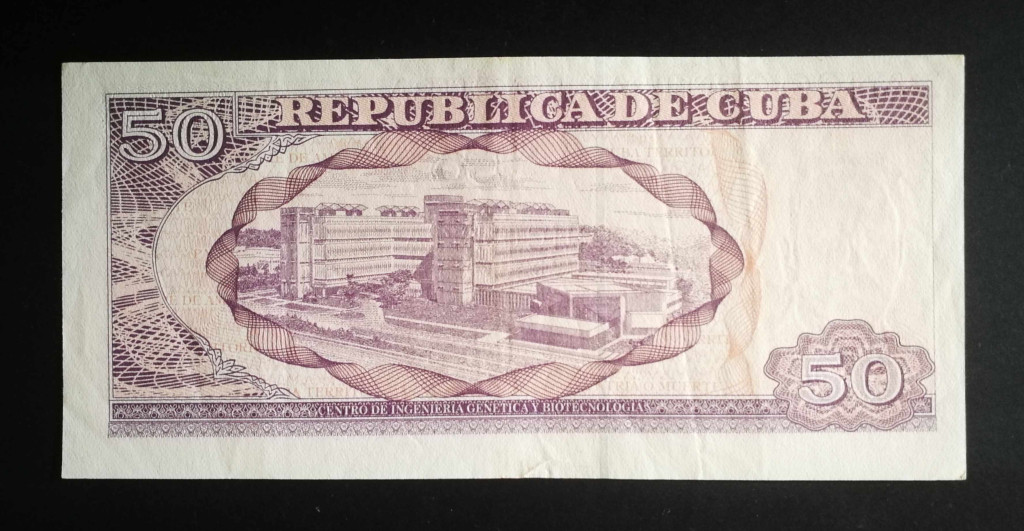 50
REPUBLICA DE CUBA
CENTRO DE INGENIERIA GENETICA Y BIOTECNOLOGIA
50